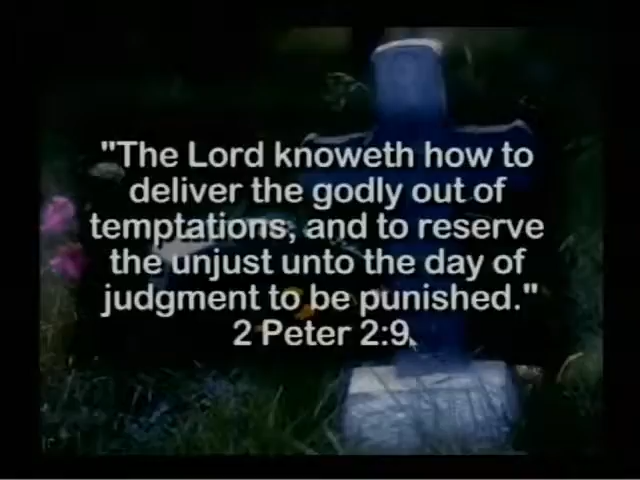 "The Lord knoweth how to
deliver the godly out of
temptations, and to reserve
the unjust unto the day of
judgment to be punished."
2 Peter 2:9